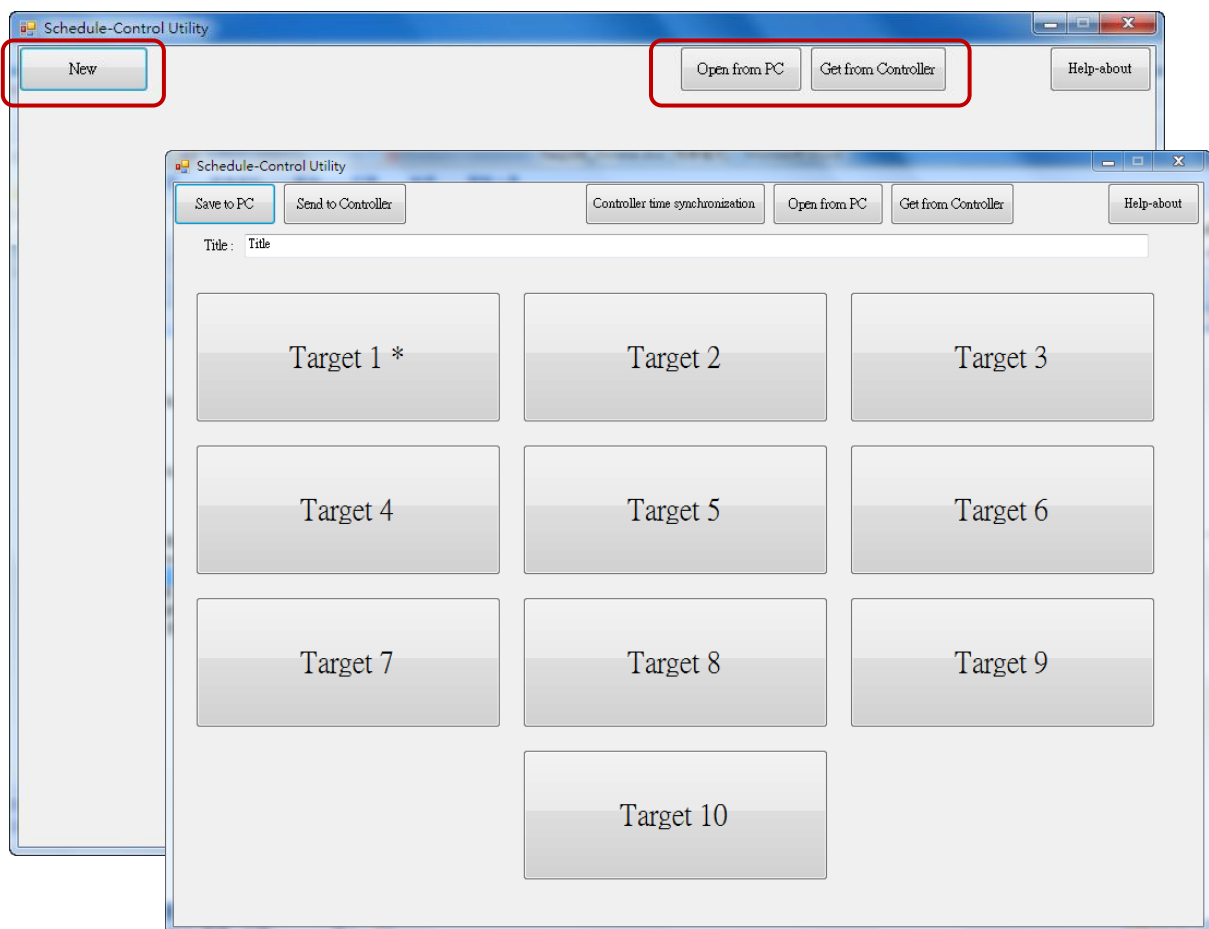 Schedule-Control Utility
New
Open from PC
Get from Controller
Help-about
Schedule-Control Utility
Save to PC
Send to Controller
Controller time synchronization
Open from PC
Get from Controller
Help-about
Title : Title
Target 1 *
Target 2
Target 3
Target 4
Target 5
Target 6
Target 7
Target 8
Target 9
Target 10